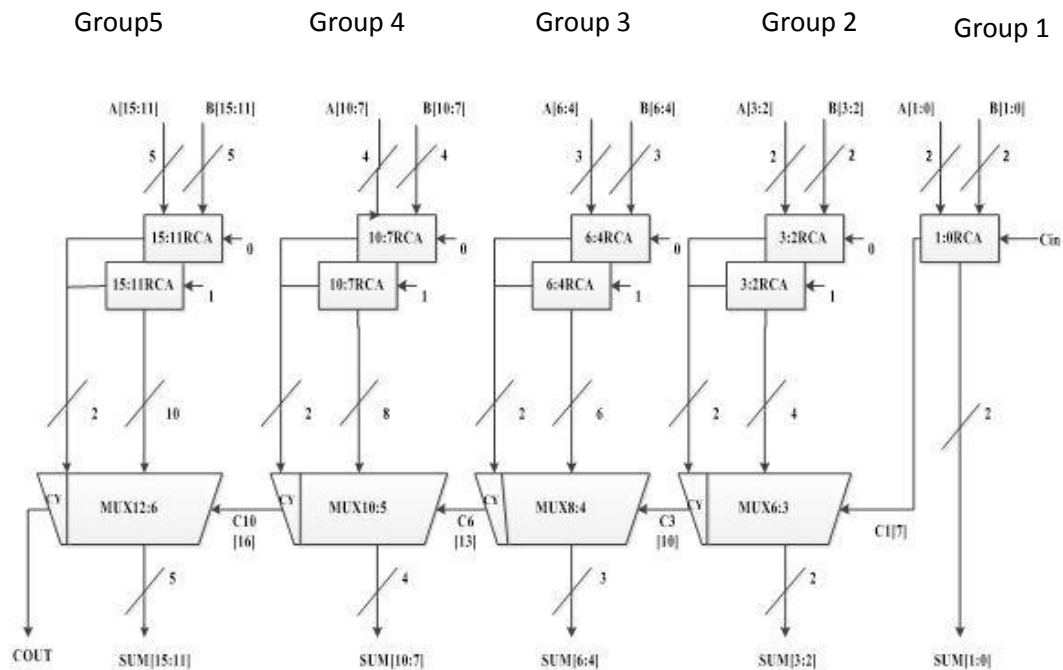 Group5 Group 4 Group 3 Group 2 Group 1
A[15:11] B[15:11] A[10:7] B[10:7] A[6:4] B[6:4] A[3:2] B[3:2] A[1:0] B[1:0]
5 5 4 4 3 3 2 2 2 2
15:11RCA 0 10:7RCA 0 6:4RCA 0 3:2RCA 0 1:0RCA Cin
15:11RCA 1 10:7RCA 1 6:4RCA 1 3:2RCA 1
2 10 2 8 2 6 2 4 2
CY MUX12:6 CY MUX10:5 CY MUX8:4 CY MUX6:3
C10 C6 C3 C1[7]
[16] [13] [10]
5 4 3 2
COUT SUM[15:11] SUM[10:7] SUM[6:4] SUM[3:2] SUM[1:0]